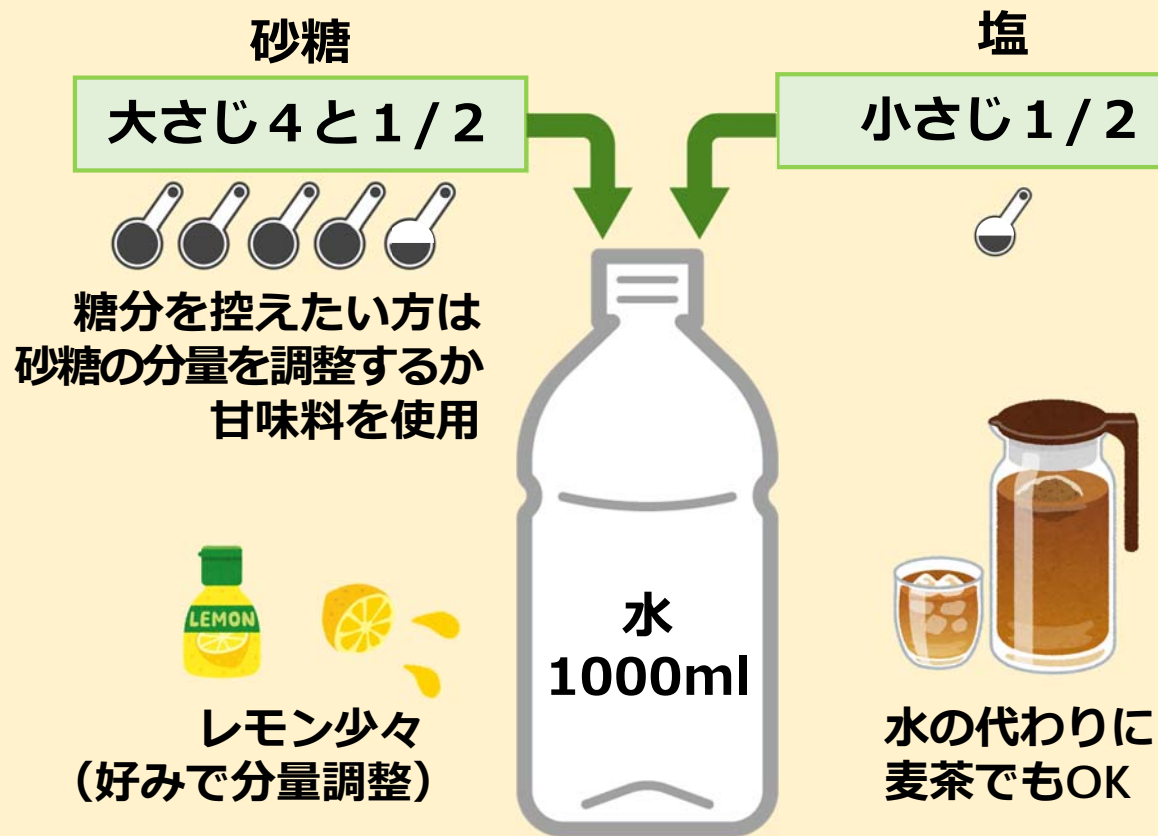 砂糖
大さじ４と１/２
糖分を控えたい方は
砂糖の分量を調整するか
甘味料を使用
塩
小さじ１/２
LEMON
レモン少々
（好みで分量調整）
水
1000ml
水の代わりに
麦茶でもOK